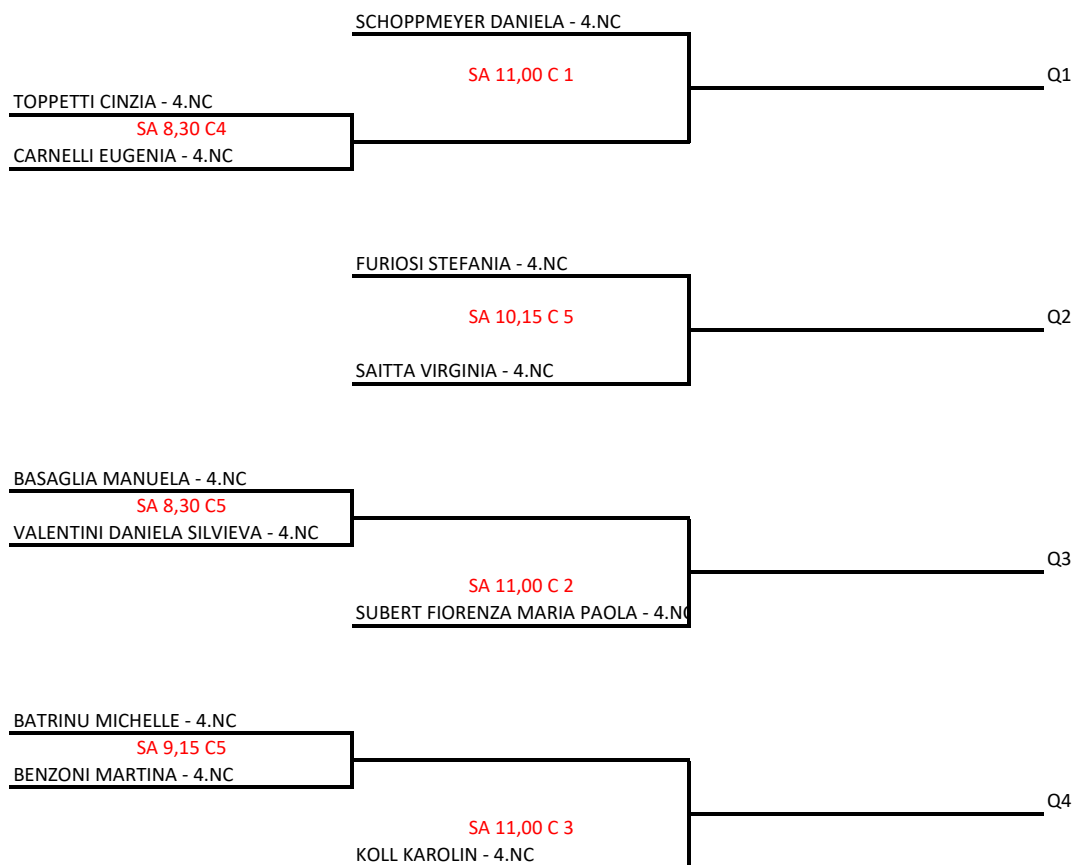 SCHOPPMEYER DANIELA - 4.NC
SA 11,00 C 1
Q1
TOPPETTI CINZIA - 4.NC
SA 8,30 C4
CARNELLI EUGENIA - 4.NC
FURIOSI STEFANIA - 4.NC
SA 10,15 C 5
Q2
SAITTA VIRGINIA - 4.NC
BASAGLIA MANUELA - 4.NC
SA 8,30 C5
VALENTINI DANIELA SILVIEVA - 4.NC
Q3
SA 11,00 C 2
SUBERT FIORENZA MARIA PAOLA - 4.NC
BATRINU MICHELLE - 4.NC
SA 9,15 C5
BENZONI MARTINA - 4.NC
Q4
SA 11,00 C 3
KOLL KAROLIN - 4.NC